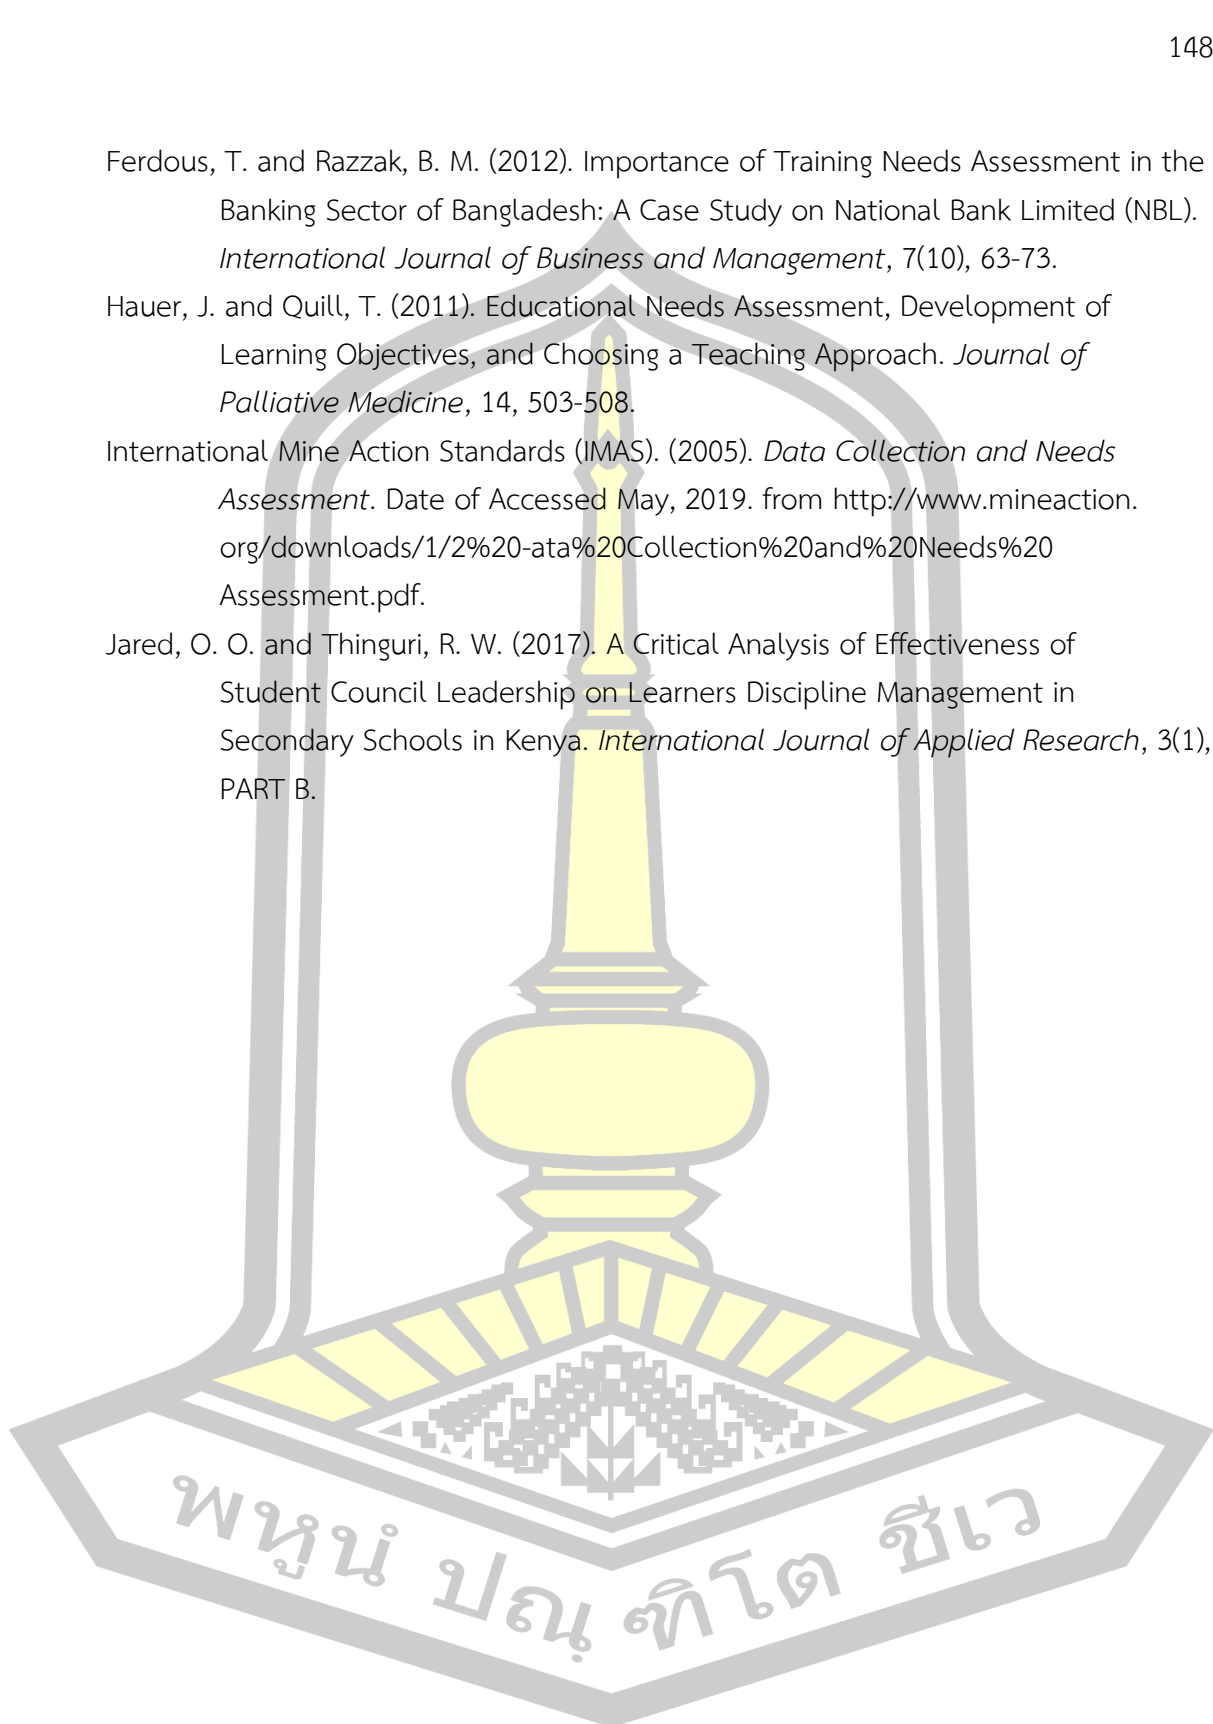 148
Ferdous, T. and Razzak, B. M. (2012). Importance of Training Needs Assessment in the
Banking Sector of Bangladesh: A Case Study on National Bank Limited (NBL).
International Journal of Business and Management, 7(10), 63-73.
Hauer, J. and Quill, T. (2011). Educational Needs Assessment, Development of
Learning Objectives, and Choosing a Teaching Approach. Journal of
Palliative Medicine, 14, 503-508.
International Mine Action Standards (IMAS). (2005). Data Collection and Needs
Assessment. Date of Accessed May, 2019. from http://www.mineaction.
org/downloads/1/2%20-ata%20Collection%20and%20Needs%20
Assessment.pdf.
Jared, O. O. and Thinguri, R. W. (2017). A Critical Analysis of Effectiveness of
Student Council Leadership on Learners Discipline Management in
Secondary Schools in Kenya. International Journal of Applied Research, 3(1),
PART B.
พหูนํ ปณฺฑิโต ชีเว